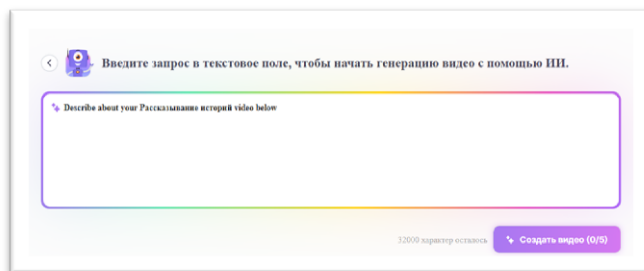 Введите запрос в текстовое поле, чтобы начать генерацию видео с помощью ИИ.
Describe about your Рассказывание историй video below
32000 характер осталось
Создать видео (0/5)